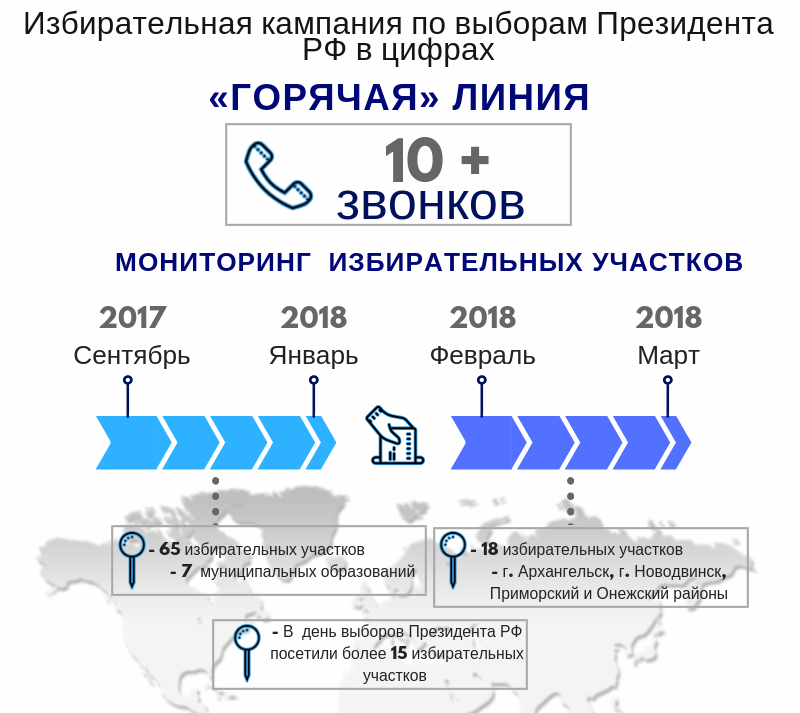 Избирательная кампания по выборам Президента
РФ в цифрах
«ГОРЯЧАЯ» ЛИНИЯ
10 +
ЗВОНКОВ
МОНИТОРИНГ ИЗБИРАТЕЛЬНЫХ УЧАСТКОВ
2017 2018 2018 2018
Сентябрь Январь Февраль Март
- 65 избирательных участков
- 7 муниципальных образований
- 18 избирательных участков
- г. Архангельск, г. Новодвинск,
Приморский и Онежский районы
- В день выборов Президента РФ
посетили более 15 избирательных
участков